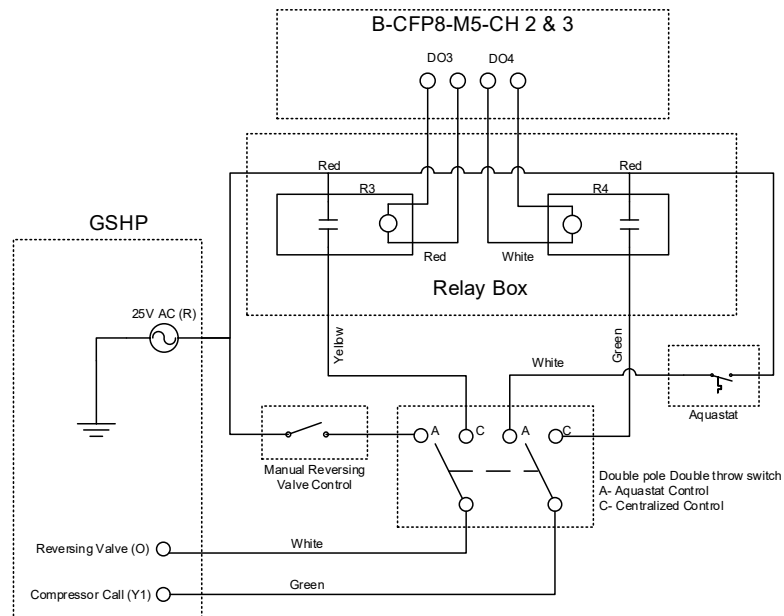 B-CFP8-M5-CH 2 & 3
DO3
DO4
Red
Red
R3
R4
GSHP
Red
White
Relay Box
25V AC (R)
Yellow
Green
White
Aquastat
A
C
A
C
Manual Reversing
Valve Control
Double pole Double throw switch
A- Aquastat Control
C- Centralized Control
White
Reversing Valve (O)
Green
Compressor Call (Y1)